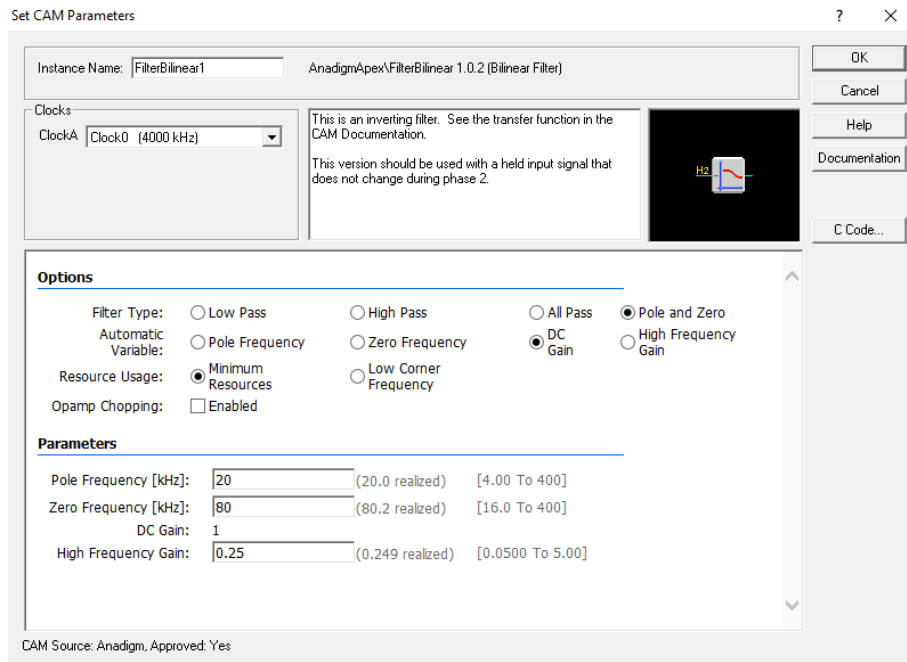 Set CAM Parameters
?
Instance Name: FilterBilinear1
AnadigmApex\FilterBilinear 1.0.2 (Bilinear Filter)
OK
Cancel
Help
Documentation
C Code...
Clocks
ClockA Clock0 (4000 kHz)
This is an inverting filter. See the transfer function in the
CAM Documentation.
This version should be used with a held input signal that
does not change during phase 2.
H2
Options
Filter Type: Low Pass High Pass All Pass Pole and Zero
Automatic
Variable: Pole Frequency Zero Frequency DC
Gain High Frequency
Gain
Resource Usage: Minimum
Resources Low Corner
Frequency
Opamp Chopping: Enabled
Parameters
Pole Frequency [kHz]: 20 (20.0 realized) [4.00 To 400]
Zero Frequency [kHz]: 80 (80.2 realized) [16.0 To 400]
DC Gain: 1
High Frequency Gain: 0.25 (0.249 realized) [0.0500 To 5.00]
CAM Source: Anadigm, Approved: Yes